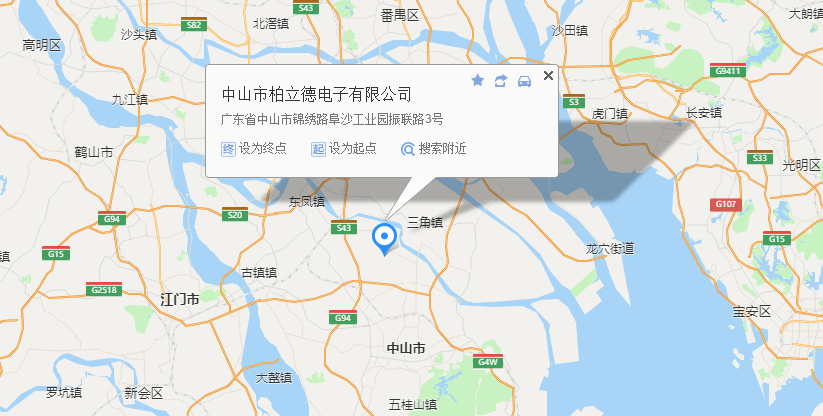 S43
番禺区
大朗镇
S82
北滘镇
沙头镇
沙田镇
高明区
G9411
中山市柏立德电子有限公司
九江镇
S3
虎门镇
长安镇
广东省中山市锦绣路阜沙工业园振联路3号
终 设为终点
起 设为起点
搜索附近
鹤山市
S33
光明区
东凤镇
G107
S20
G94
S43
三角镇
G15
龙穴街道
G15
镇
古镇镇
G2518
江门市
宝安区
G94
中山市
G4W
大鳌镇
罗坑镇
新会区
五桂山镇